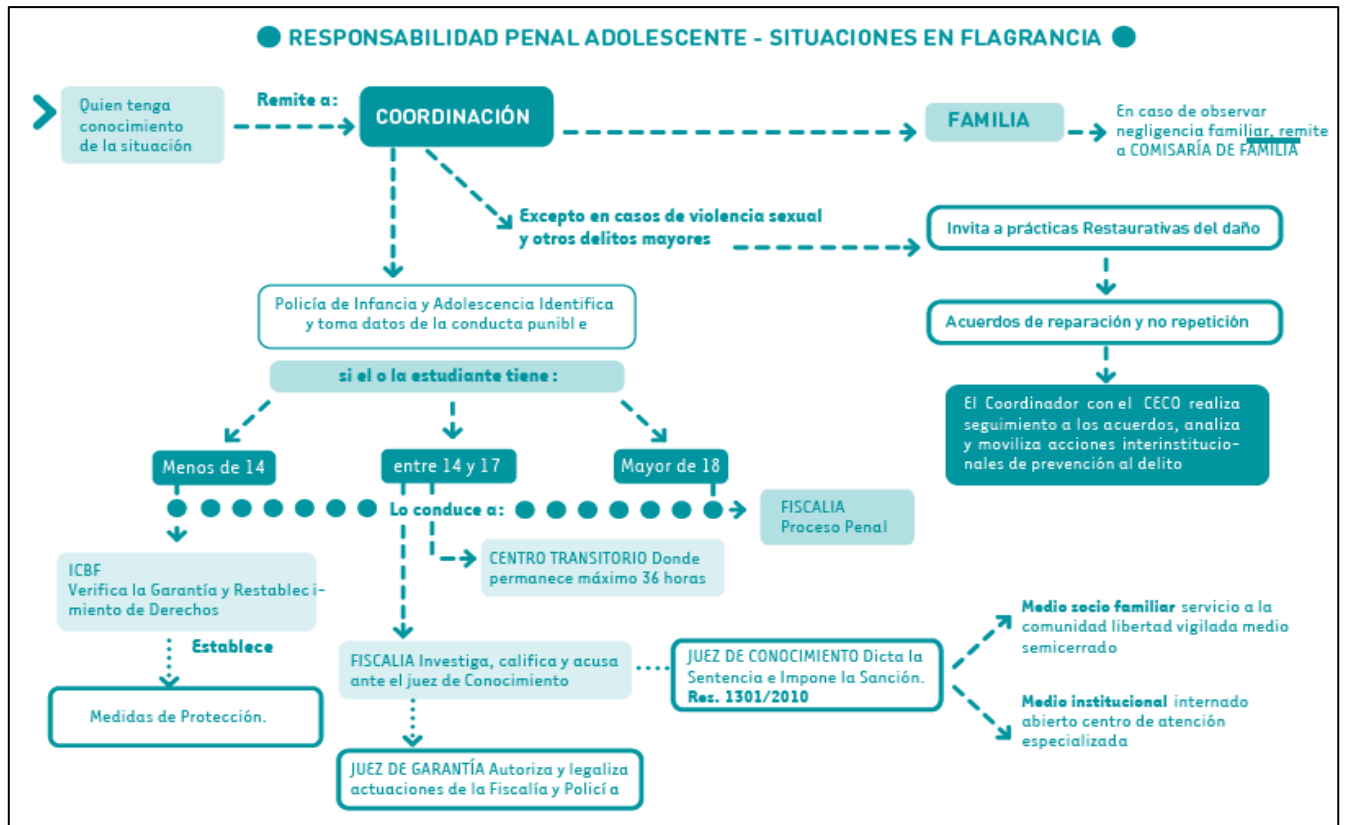 RESPONSABILIDAD PENAL ADOLESCENTE - SITUACIONES EN FLAGRANCIA
Quien tenga
conocimiento
de la situación
Remite a:
COORDINACIÓN
FAMILIA
En caso de observar
negligencia familiar, remite
a COMISARÍA DE FAMILIA
Excepto en casos de violencia sexual
y otros delitos mayores
Invita a prácticas Restaurativas del daño
Acuerdos de reparación y no repetición
El Coordinador con el CECO realiza
seguimiento a los acuerdos, analiza
y moviliza acciones interinstitucio-
nales de prevención al delito
Policía de Infancia y Adolescencia Identifica
y toma datos de la conducta punibl e
si el o la estudiante tiene :
Menos de 14
entre 14 y 17
Mayor de 18
Lo conduce a:
FISCALIA
Proceso Penal
CENTRO TRANSITORIO Donde
permanece máximo 36 horas
ICBF
Verifica la Garantía y Restablec i-
miento de Derechos
Establece
Medidas de Protección.
FISCALIA Investiga, califica y acusa
ante el juez de Conocimiento
JUEZ DE GARANTÍA Autoriza y legaliza
actuaciones de la Fiscalía y Policí a
JUEZ DE CONOCIMIENTO Dicta la
Sentencia e Impone la Sanción.
Res. 1301/2010
Medio socio familiar servicio a la
comunidad libertad vigilada medio
semicerrado
Medio institucional internado
abierto centro de atención
especializada